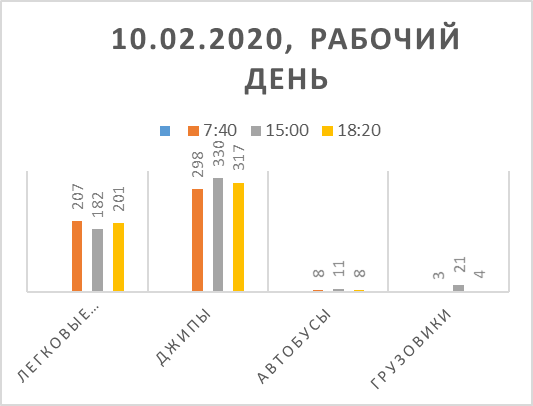 10.02.2020, РАБОЧИЙ
ДЕНЬ
7:40 15:00 18:20
207 182 201 298 330 317 8 11 8 3 21 4
ЛЕГКОВЫЕ… ДЖИПЫ АВТОБУСЫ ГРУЗОВИКИ